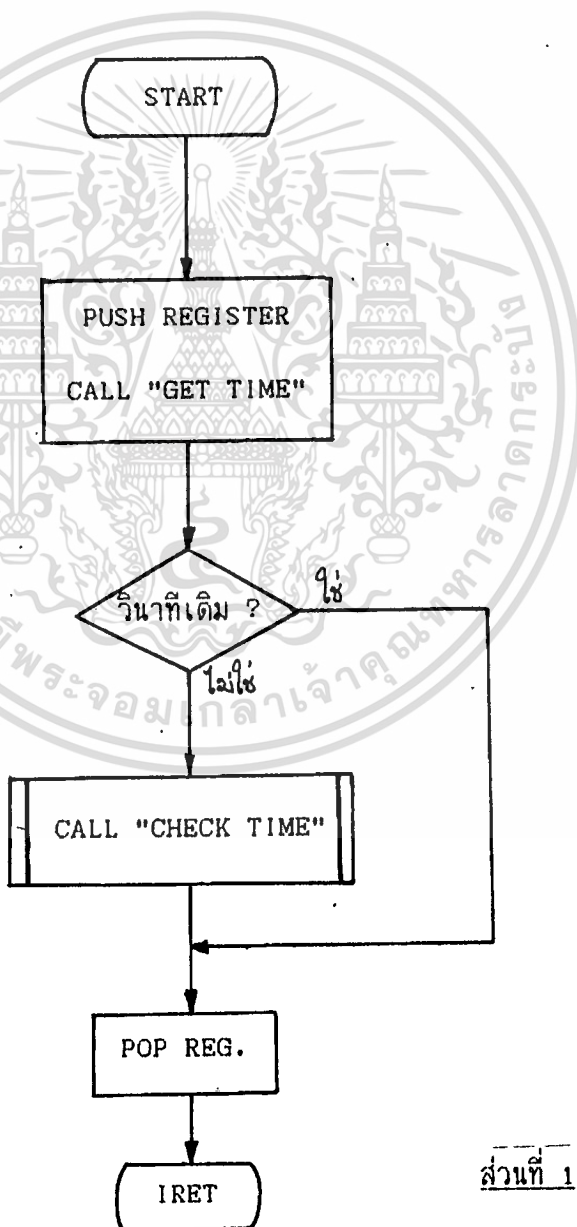 START
PUSH REGISTER
CALL "GET TIME"
วินาทีเดิม ?
ใช่
ไม่ใช่
CALL "CHECK TIME"
POP REG.
IRET
ส่วนที่ 1